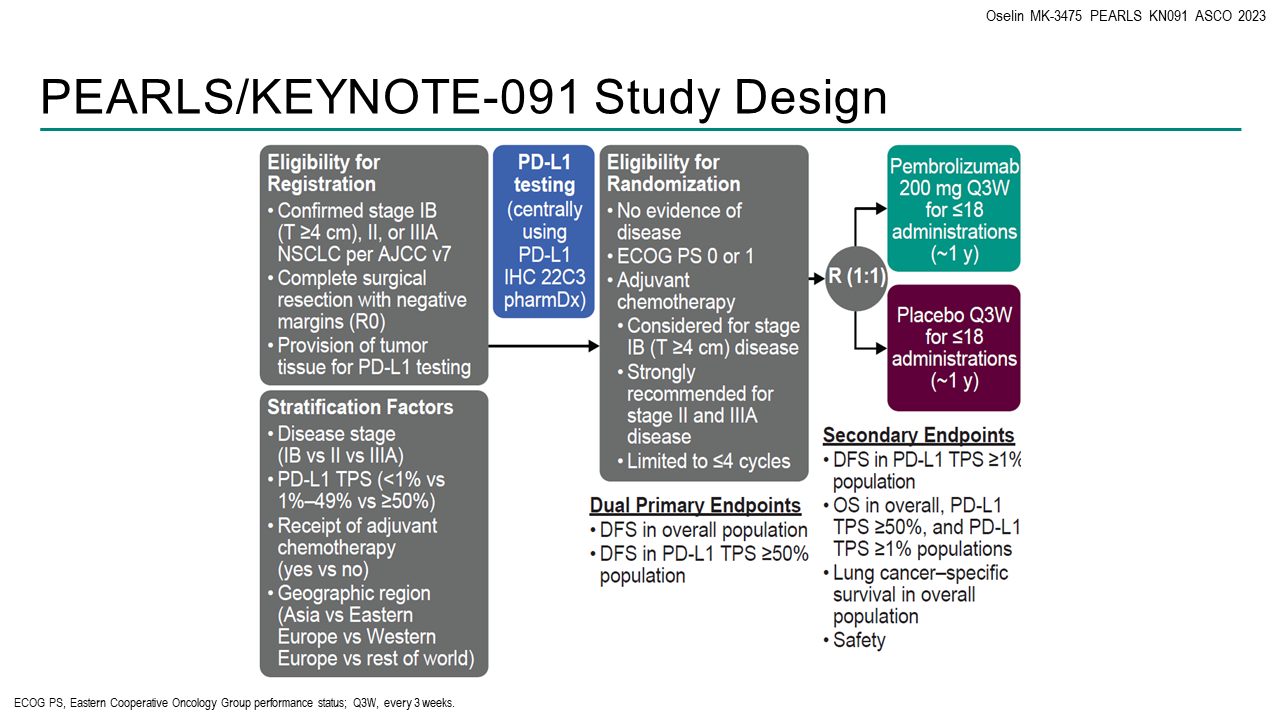 Oselin MK-3475 PEARLS KN091 ASCO 2023
PEARLS/KEYNOTE-091 Study Design
Eligibility for
Registration
• Confirmed stage IB
(T ≥4 cm), II, or IIIA
NSCLC per AJCC v7
• Complete surgical
resection with negative
margins (R0)
• Provision of tumor
tissue for PD-L1 testing
Stratification Factors
• Disease stage
(IB vs II vs IIIA)
• PD-L1 TPS (<1% vs
1%–49% vs ≥50%)
• Receipt of adjuvant
chemotherapy
(yes vs no)
• Geographic region
(Asia vs Eastern
Europe vs Western
Europe vs rest of world)
PD-L1
testing
(centrally
using
PD-L1
IHC 22C3
pharmDx)
Eligibility for
Randomization
• No evidence of
disease
• ECOG PS 0 or 1
• Adjuvant
chemotherapy
• Considered for stage
IB (T ≥4 cm) disease
• Strongly
recommended for
stage II and IIIA
disease
• Limited to ≤4 cycles
R (1:1)
Pembrolizumab
200 mg Q3W
for ≤18
administrations
(~1 y)
Placebo Q3W
for ≤18
administrations
(~1 y)
Dual Primary Endpoints
• DFS in overall population
• DFS in PD-L1 TPS ≥50%
population
Secondary Endpoints
• DFS in PD-L1 TPS ≥1%
population
• OS in overall, PD-L1
TPS ≥50%, and PD-L1
TPS ≥1% populations
• Lung cancer–specific
survival in overall
population
• Safety
ECOG PS, Eastern Cooperative Oncology Group performance status; Q3W, every 3 weeks.